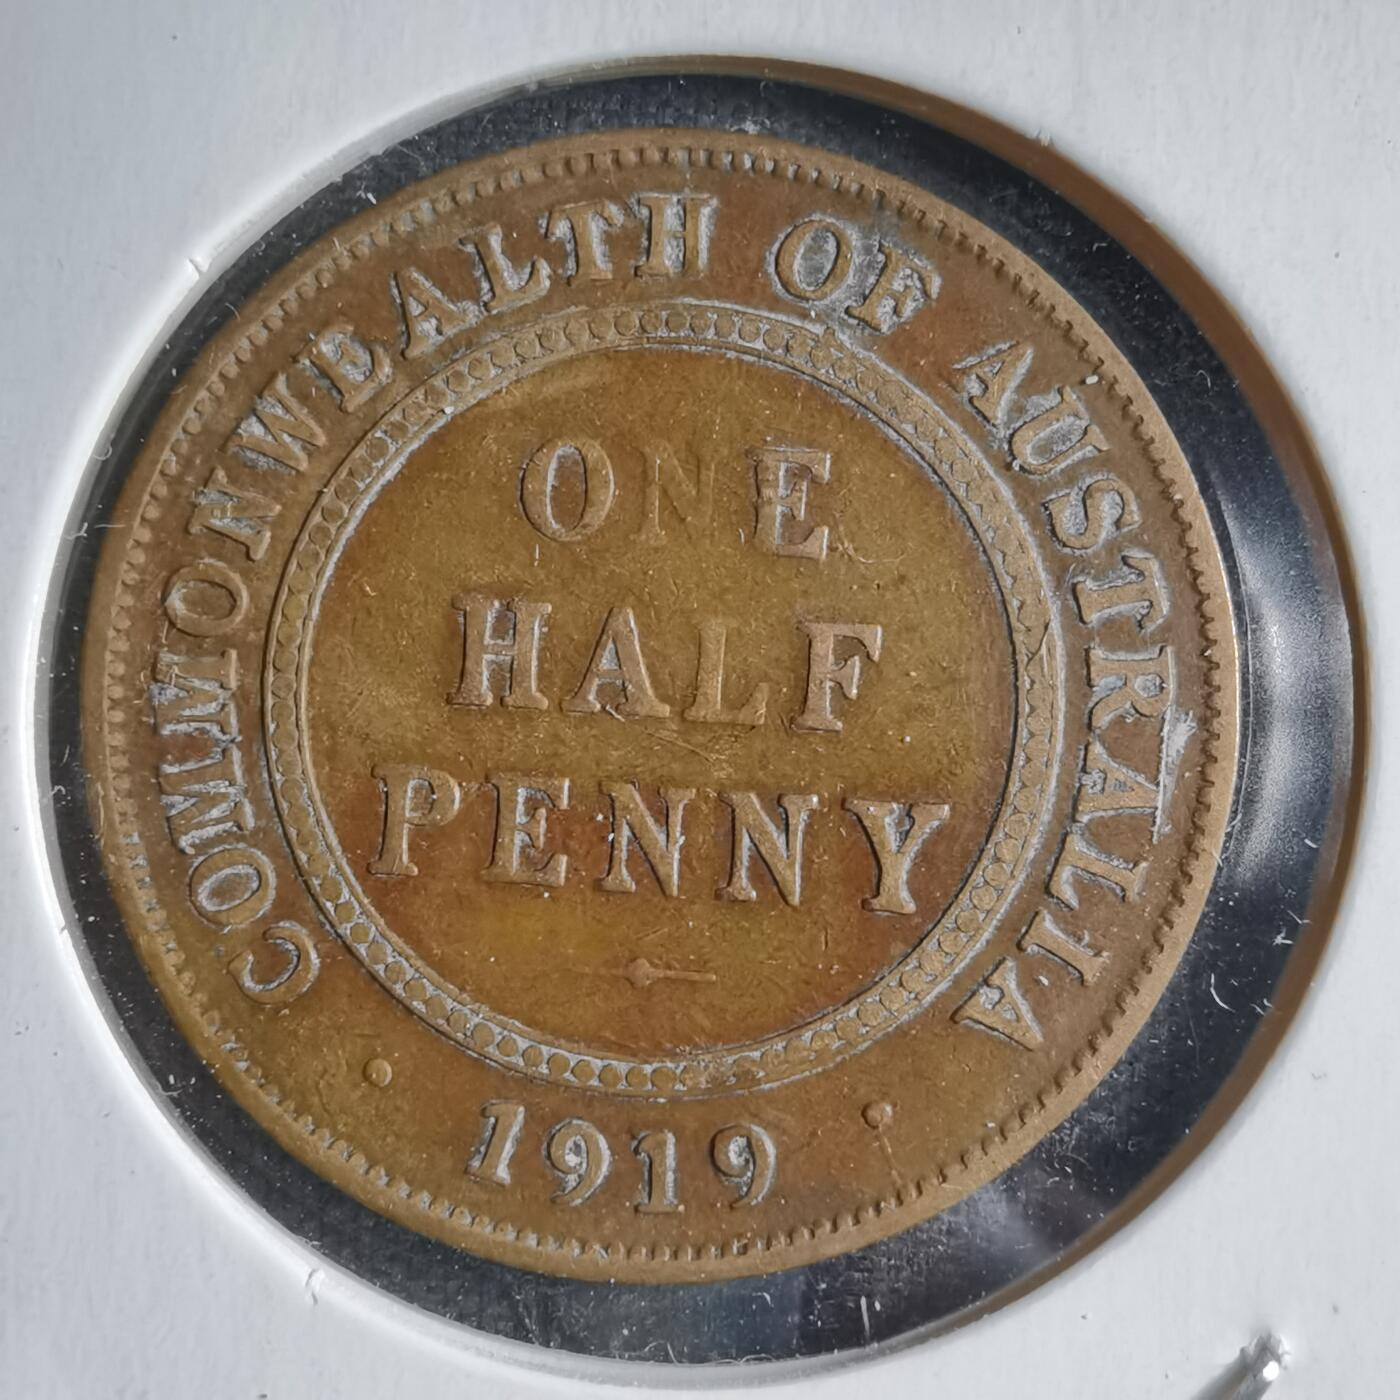 COMMONWEALTH OF AUSTRALIA
ONE
HALF
PENNY
1919